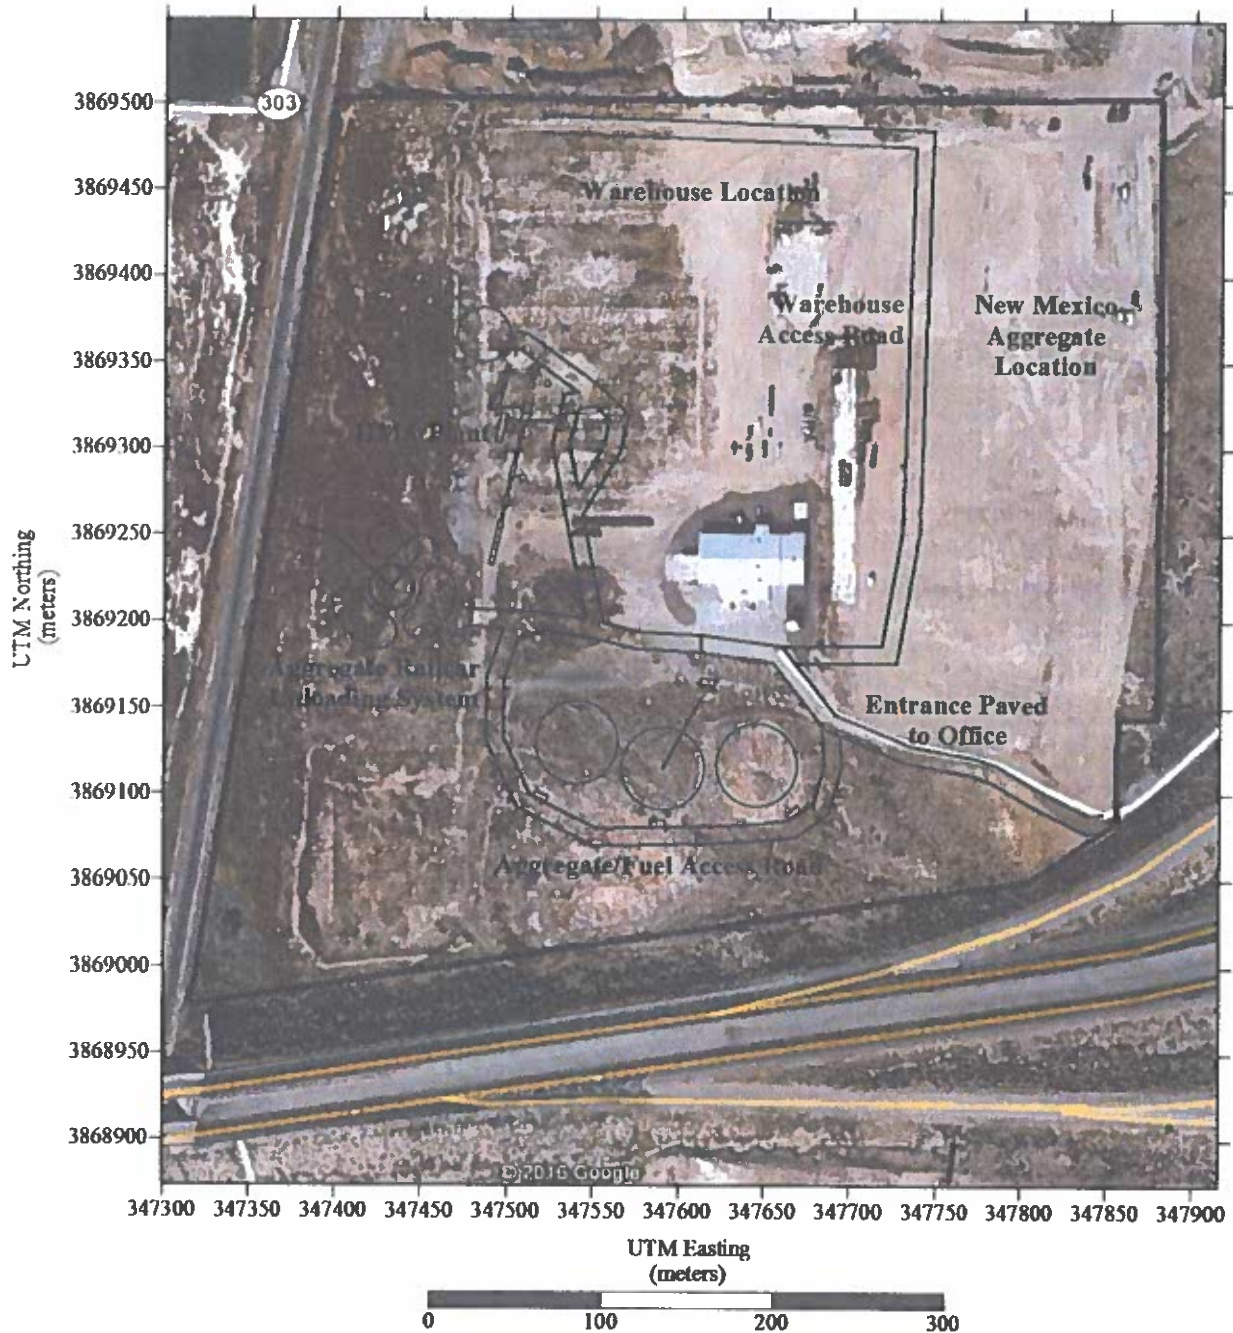 303
3869500
3869450
3869400
3869350
3869300
3869250
3869200
3869150
3869100
3869050
3869000
3868950
3868900
UTM Northing
(meters)
Warehouse Location
Warehouse
Access Road
New Mexico
Aggregate
Location
Aggregate Railcar
Entrance Paved
to Office
Aggregate/Fuel Access Road
©2016 Google
347300 347350 347400 347450 347500 347550 347600 347650 347700 347750 347800 347850 347900
UTM Easting
(meters)
0 100 200 300